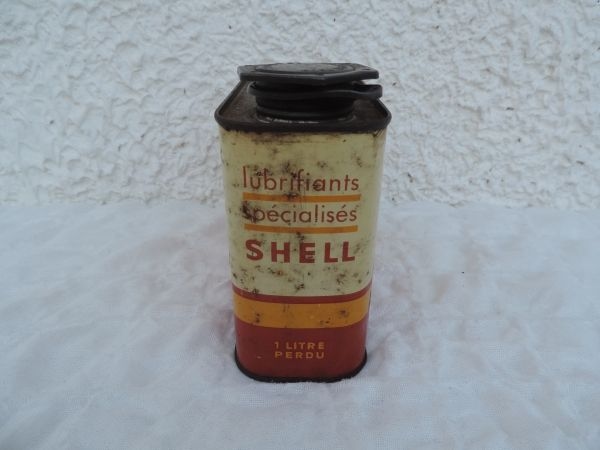 lubrifiants
spécialisés
SHELL
1 LITRE
PERDU